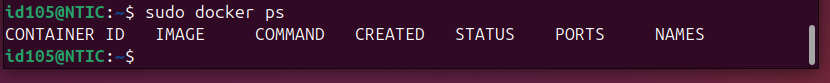 id105@NTIC:~$ sudo docker ps
CONTAINER ID   IMAGE     COMMAND   CREATED   STATUS    PORTS     NAMES
id105@NTIC:~$